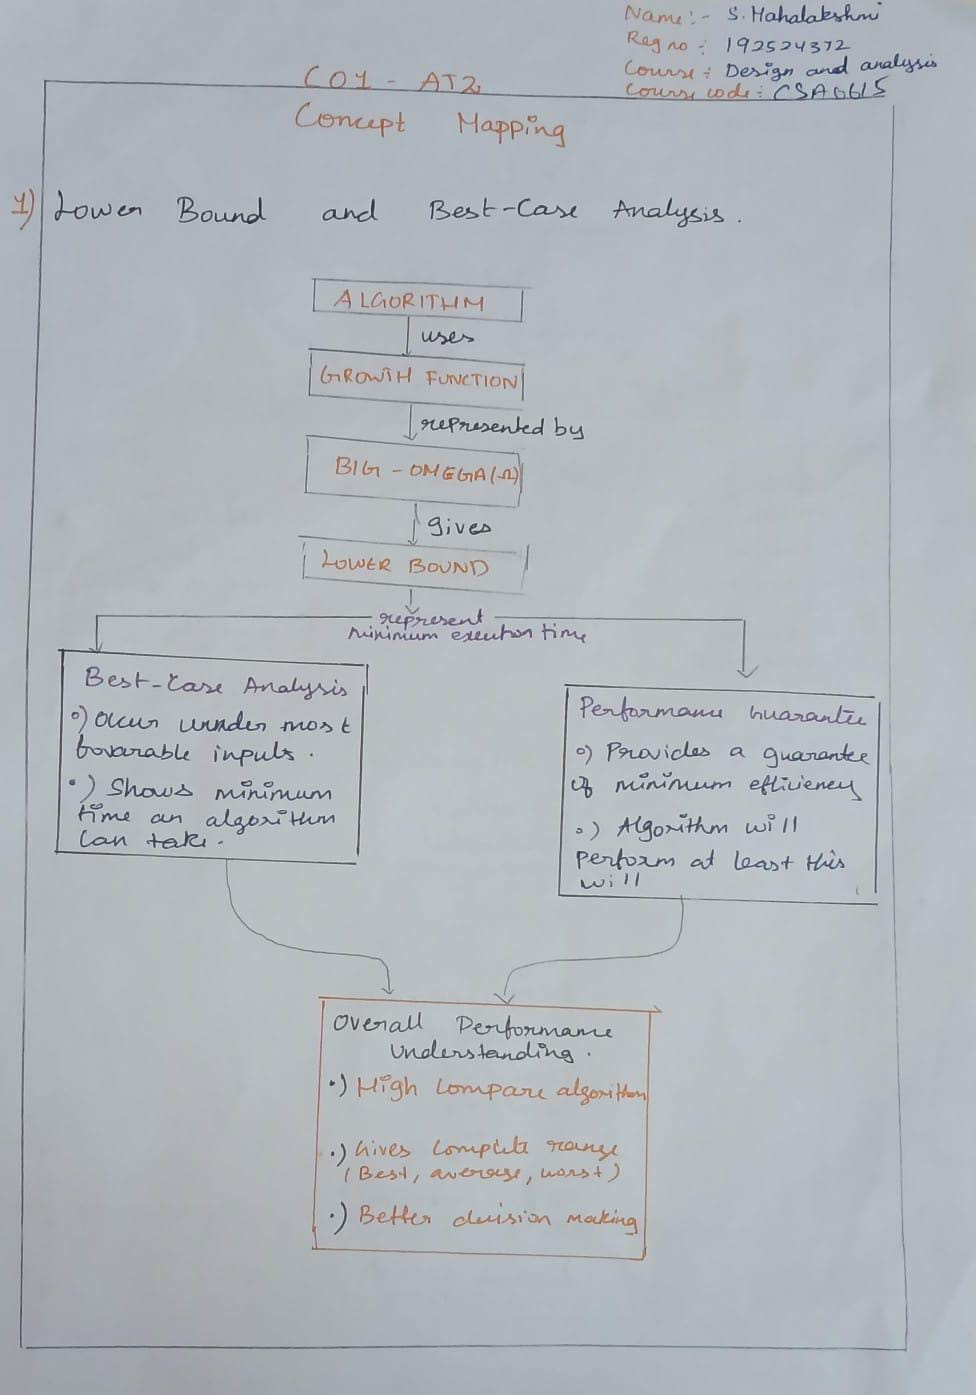 Name:- S. Mahalakshmi
Reg no : 192524372
Course : Design and analysis
Course code : CSA0615
CO1 - AT2
Concept Mapping
1) Lower Bound and Best-Case Analysis.
ALGORITHM
uses
GROWTH FUNCTION
represented by
BIG - OMEGA (Ω)
gives
LOWER BOUND
represent
minimum execution time
Best-Case Analysis
•) Occur under most
favarable inputs.
•) Shows minimum
time an algorithm
can take.
Performance Guarantee
•) Provides a guarantee
of minimum efficiency
•) Algorithm will
perform at least this
will
Overall Performance
Understanding.
•) High compare algorithm
•) Gives complete range
(Best, average, worst)
•) Better decision making